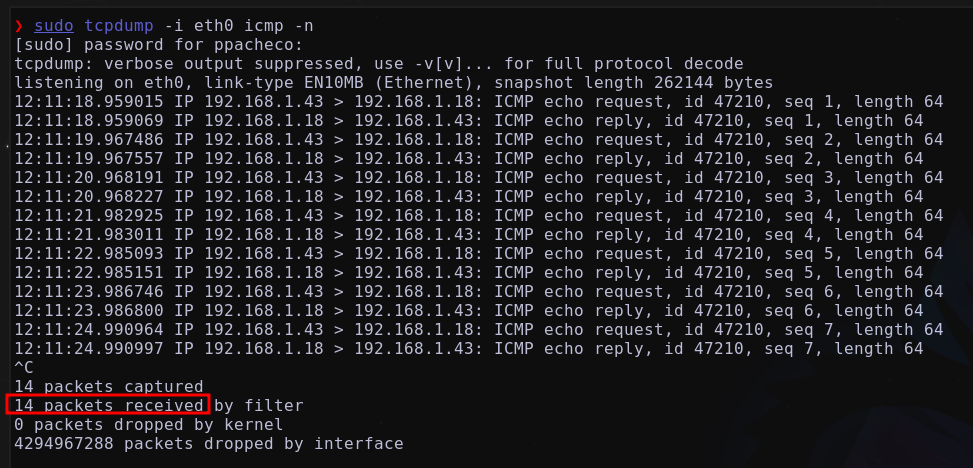 ❯ sudo tcpdump -i eth0 icmp -n
[sudo] password for ppacheco:
tcpdump: verbose output suppressed, use -v[v]... for full protocol decode
listening on eth0, link-type EN10MB (Ethernet), snapshot length 262144 bytes
12:11:18.959015 IP 192.168.1.43 > 192.168.1.18: ICMP echo request, id 47210, seq 1, length 64
12:11:18.959069 IP 192.168.1.18 > 192.168.1.43: ICMP echo reply, id 47210, seq 1, length 64
12:11:19.967486 IP 192.168.1.43 > 192.168.1.18: ICMP echo request, id 47210, seq 2, length 64
12:11:19.967557 IP 192.168.1.18 > 192.168.1.43: ICMP echo reply, id 47210, seq 2, length 64
12:11:20.968191 IP 192.168.1.43 > 192.168.1.18: ICMP echo request, id 47210, seq 3, length 64
12:11:20.968227 IP 192.168.1.18 > 192.168.1.43: ICMP echo reply, id 47210, seq 3, length 64
12:11:21.982925 IP 192.168.1.43 > 192.168.1.18: ICMP echo request, id 47210, seq 4, length 64
12:11:21.983011 IP 192.168.1.18 > 192.168.1.43: ICMP echo reply, id 47210, seq 4, length 64
12:11:22.985093 IP 192.168.1.43 > 192.168.1.18: ICMP echo request, id 47210, seq 5, length 64
12:11:22.985151 IP 192.168.1.18 > 192.168.1.43: ICMP echo reply, id 47210, seq 5, length 64
12:11:23.986746 IP 192.168.1.43 > 192.168.1.18: ICMP echo request, id 47210, seq 6, length 64
12:11:23.986800 IP 192.168.1.18 > 192.168.1.43: ICMP echo reply, id 47210, seq 6, length 64
12:11:24.990964 IP 192.168.1.43 > 192.168.1.18: ICMP echo request, id 47210, seq 7, length 64
12:11:24.990997 IP 192.168.1.18 > 192.168.1.43: ICMP echo reply, id 47210, seq 7, length 64
^C
14 packets captured
14 packets received by filter
0 packets dropped by kernel
4294967288 packets dropped by interface